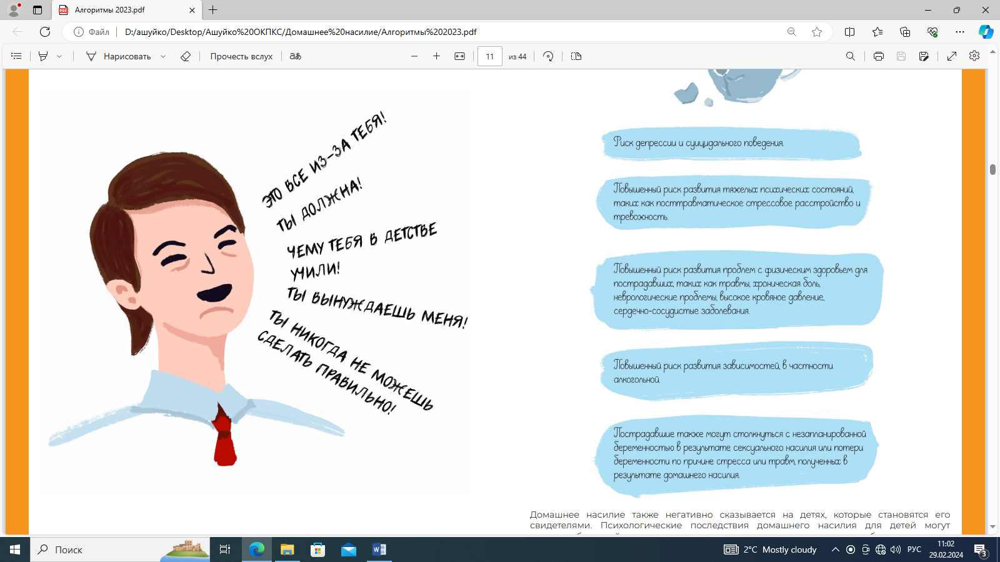 Алгоритмы 2023.pdf
Файл
D:/ашуйко/Desktop/Ашуйко%20ОКПКС/Домашнее%20насилие/Алгоритмы%202023.pdf
Нарисовать
Прочесть вслух
аあ
11
из 44
ЭТО ВСЕ ИЗ-ЗА ТЕБЯ!
ТЫ ДОЛЖНА!
ЧЕМУ ТЕБЯ В ДЕТСТВЕ
УЧИЛИ!
ТЫ ВЫНУЖДАЕШЬ МЕНЯ!
ТЫ НИКОГДА НЕ МОЖЕШЬ
СДЕЛАТЬ ПРАВИЛЬНО!
Риск депрессии и суицидального поведения.
Повышенный риск развития тяжелых психических состояний,
таких как посттравматическое стрессовое расстройство и
тревожность.
Повышенный риск развития проблем с физическим здоровьем для
пострадавших, таких как травмы, хроническая боль,
неврологические проблемы, высокое кровяное давление,
сердечно-сосудистые заболевания.
Повышенный риск развития зависимостей, в частности
алкогольной.
Пострадавшие также могут столкнуться с незапланированной
беременностью в результате сексуального насилия или потери
беременности по причине стресса или травм, полученных в
результате домашнего насилия.
Домашнее насилие также негативно сказывается на детях, которые становятся его
свидетелями. Психологические последствия домашнего насилия для детей могут
Поиск
2°C Mostly cloudy
РУС
11:02
29.02.2024
3